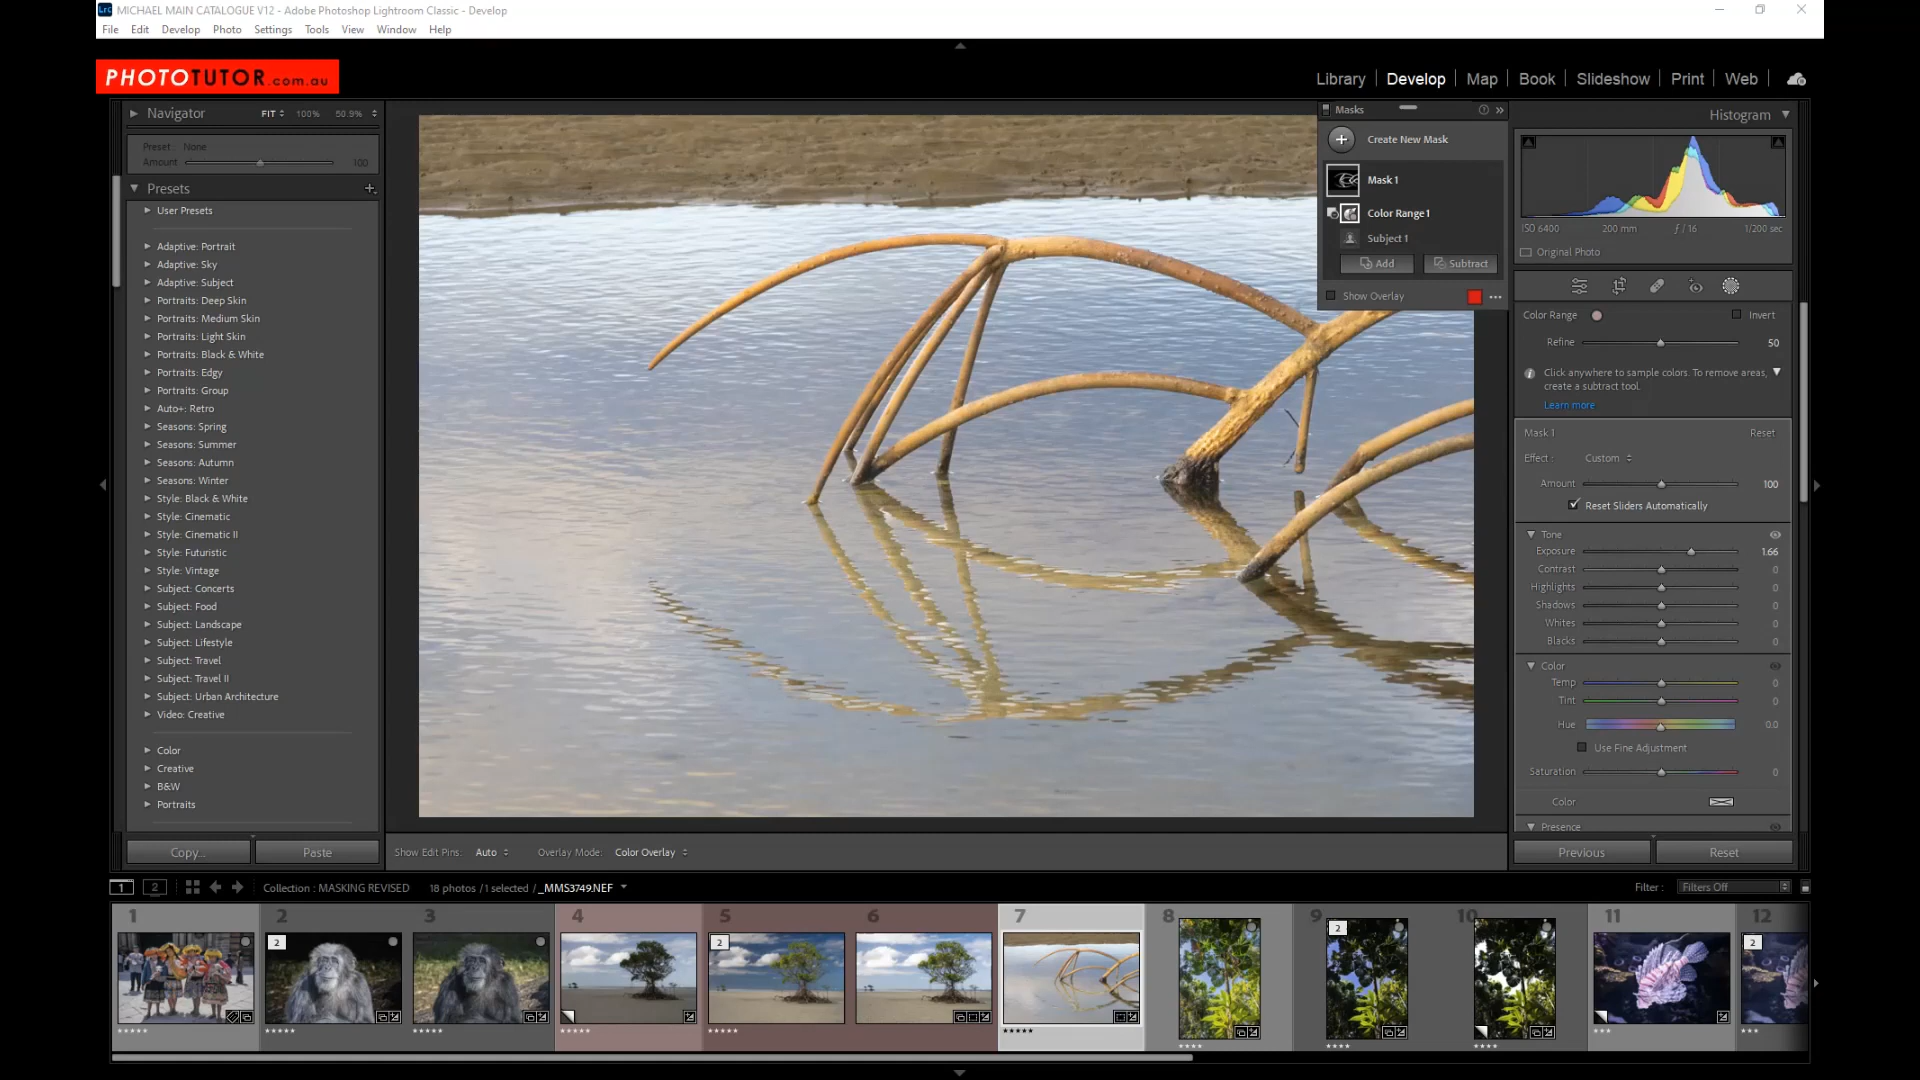 MICHAEL MAIN CATALOGUE V12 - Adobe Photoshop Lightroom Classic - Develop
File Edit Develop Photo Settings Tools View Window Help
PHOTOTUTOR.com.au
Library Develop Map Book Slideshow Print Web
Navigator FIT 100% 50.9%
Preset : None
Amount 100
Presets
User Presets
Adaptive: Portrait
Adaptive: Sky
Adaptive: Subject
Portraits: Deep Skin
Portraits: Medium Skin
Portraits: Light Skin
Portraits: Black & White
Portraits: Edgy
Portraits: Group
Auto+: Retro
Seasons: Spring
Seasons: Summer
Seasons: Autumn
Seasons: Winter
Style: Black & White
Style: Cinematic
Style: Cinematic II
Style: Futuristic
Style: Vintage
Subject: Concerts
Subject: Food
Subject: Landscape
Subject: Lifestyle
Subject: Travel
Subject: Travel II
Subject: Urban Architecture
Video: Creative
Color
Creative
B&W
Portraits
Copy... Paste
Masks
Create New Mask
Mask 1
Color Range 1
Subject 1
Add Subtract
Show Overlay
Histogram
ISO 6400 200 mm ƒ / 16 1/200 sec
Original Photo
Color Range Invert
Refine 50
Click anywhere to sample colors. To remove areas,
create a subtract tool.
Learn more
Mask 1 Reset
Effect : Custom
Amount 100
Reset Sliders Automatically
Tone
Exposure 1.66
Contrast 0
Highlights 0
Shadows 0
Whites 0
Blacks 0
Color
Temp 0
Tint 0
Hue 0.0
Use Fine Adjustment
Saturation 0
Color
Presence
Previous Reset
Show Edit Pins: Auto Overlay Mode: Color Overlay
1 2 Collection : MASKING REVISED 18 photos / 1 selected / _MMS3749.NEF Filter : Filters Off
1 2 3 4 5 6 7 8 9 10 11 12
2 2 2 2